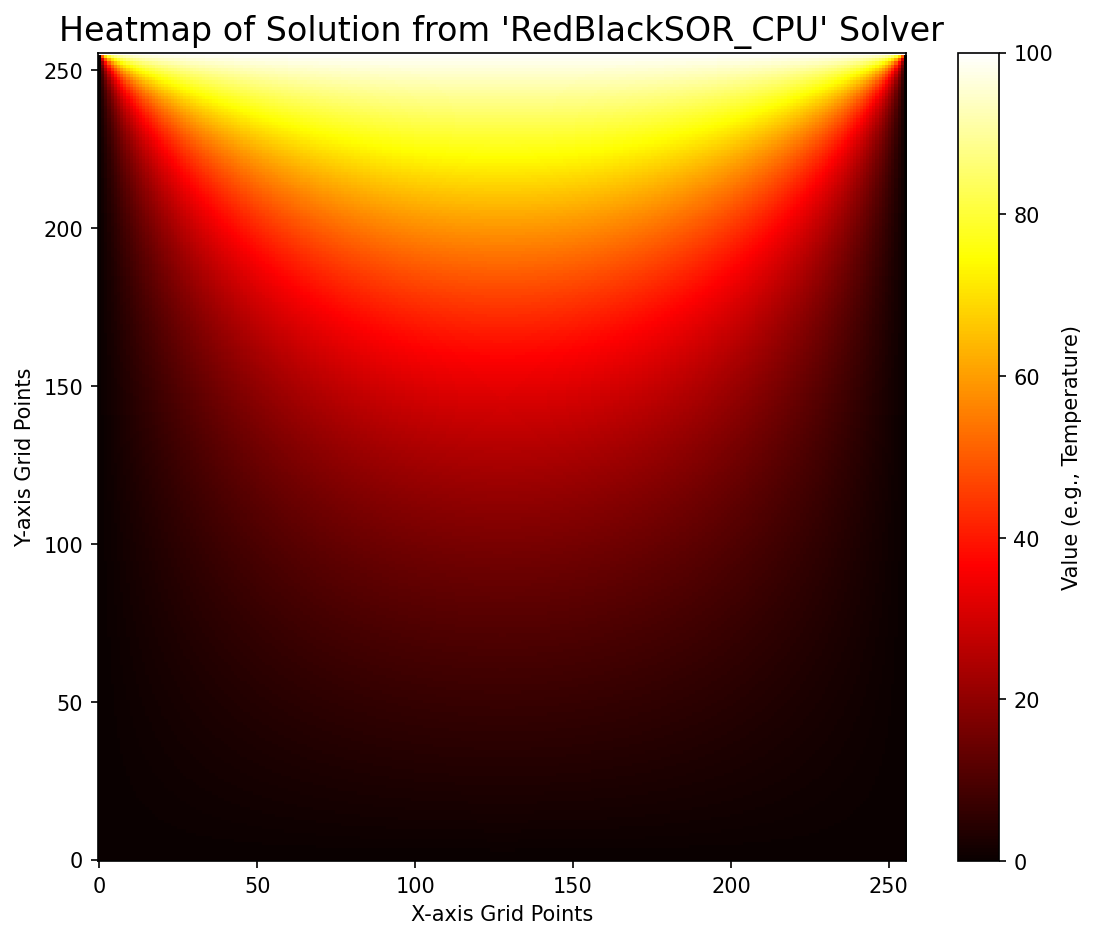 Heatmap of Solution from 'RedBlackSOR_CPU' Solver
250
200
150
100
50
0
Y-axis Grid Points
0 50 100 150 200 250
X-axis Grid Points
100
80
60
40
20
0
Value (e.g., Temperature)